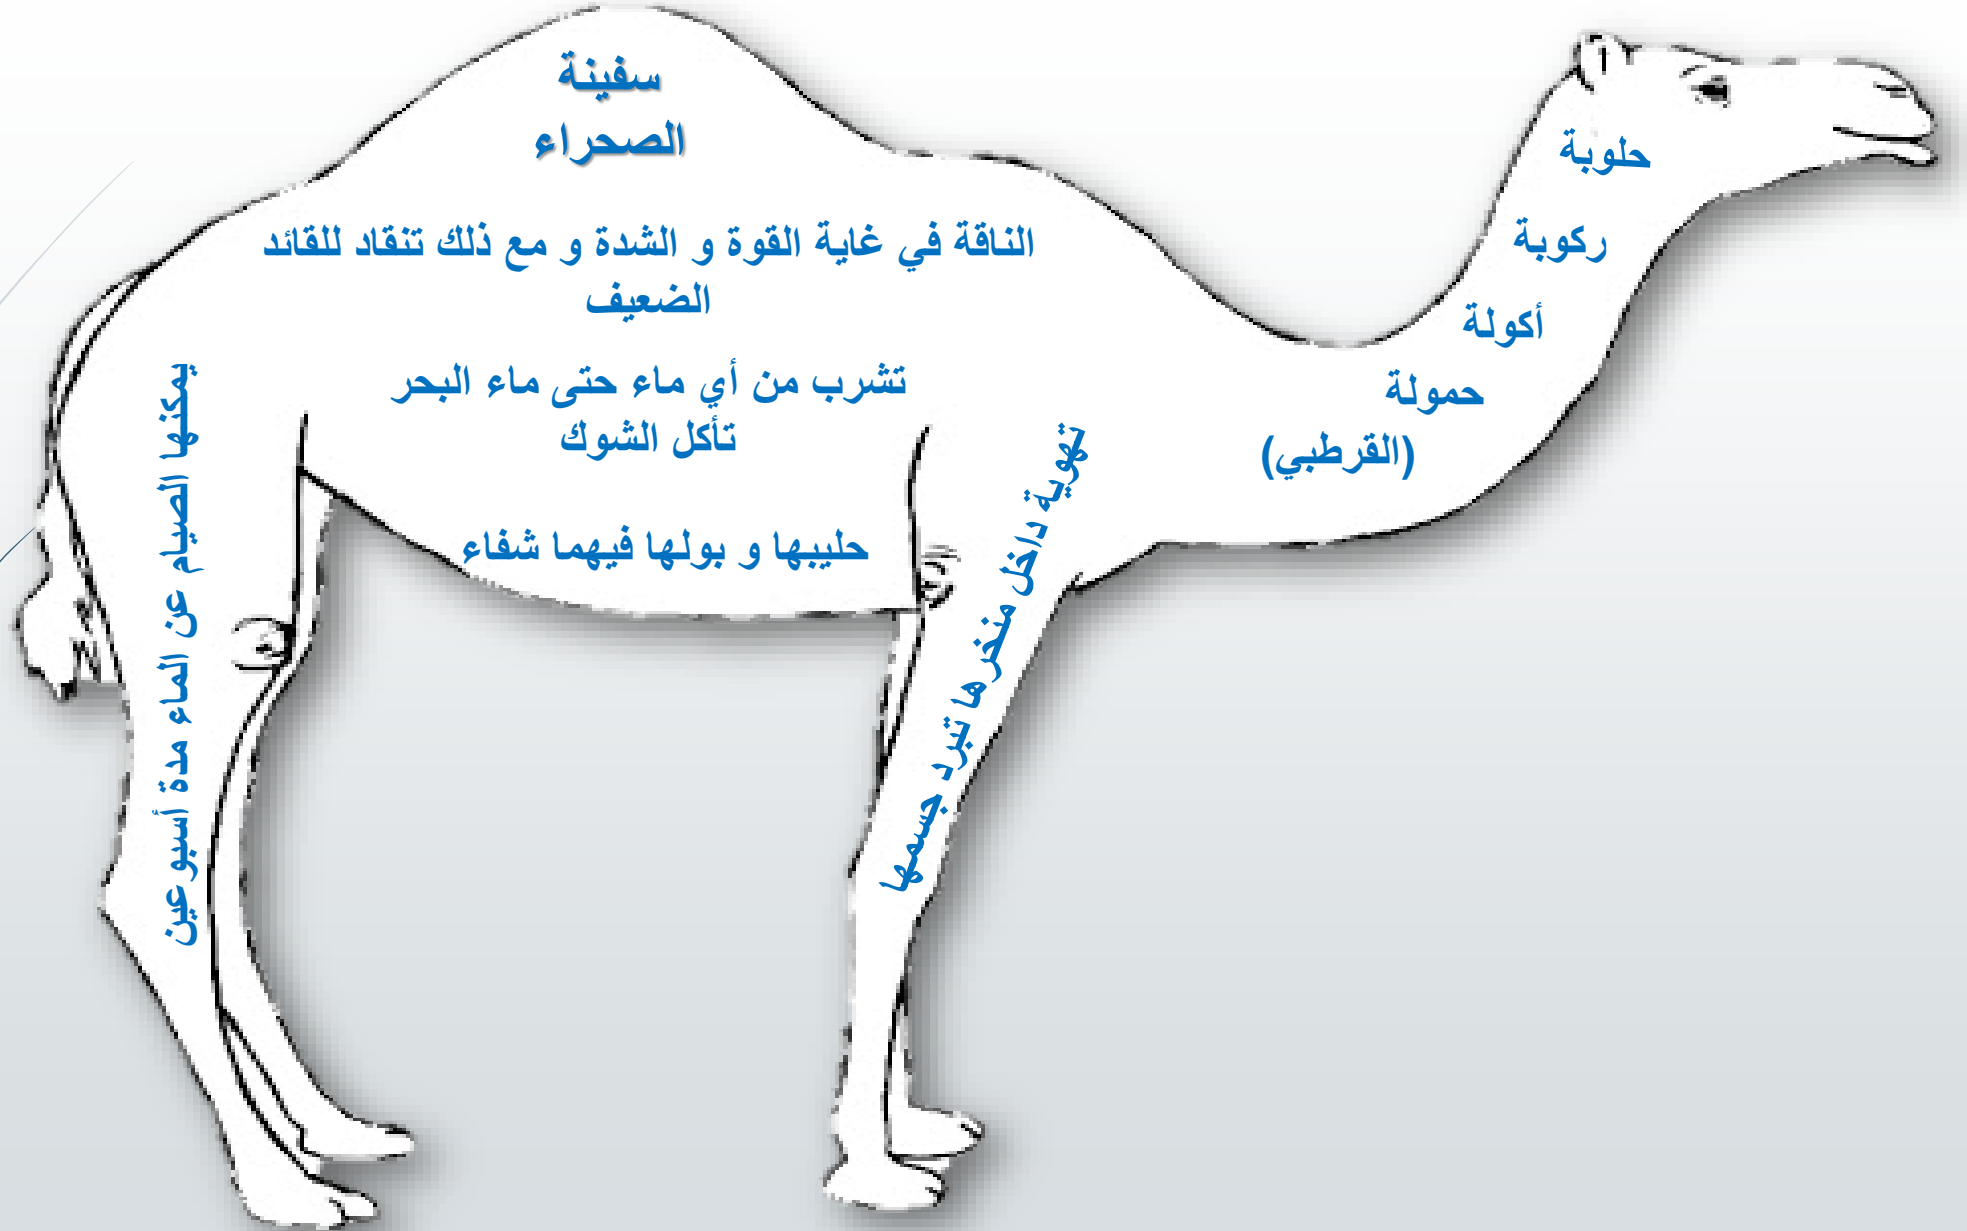 سفينة
الصحراء
حلوبة
ركوبة
أكولة
حمولة
(القرطبي)
الناقة في غاية القوة و الشدة و مع ذلك تنقاد للقائد
الضعيف
تشرب من أي ماء حتى ماء البحر
تأكل الشوك
حليبها و بولها فيهما شفاء
تهوية داخل منخرها تبرد جسمها
يمكنها الصيام عن الماء مدة أسبوعين